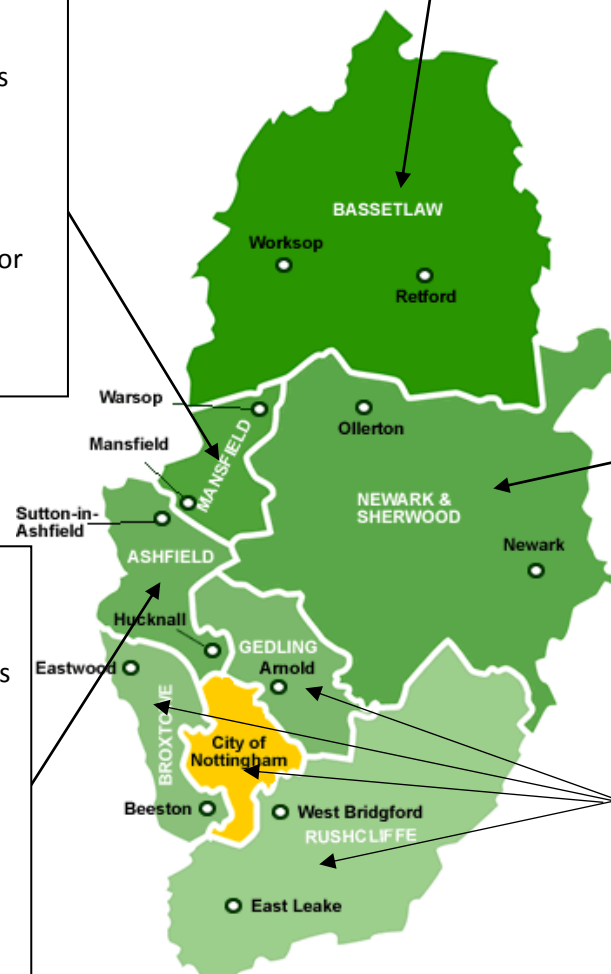 s
or
BASSETLAW
Worksop
Retford
Warsop
Ollerton
Mansfield
MANSFIELD
NEWARK &
SHERWOOD
Sutton-in-
Ashfield
Newark
ASHFIELD
Hucknall
GEDLING
Arnold
s
Eastwood
BROXTOWE
City of
Nottingham
Beeston
West Bridgford
RUSHCLIFFE
East Leake